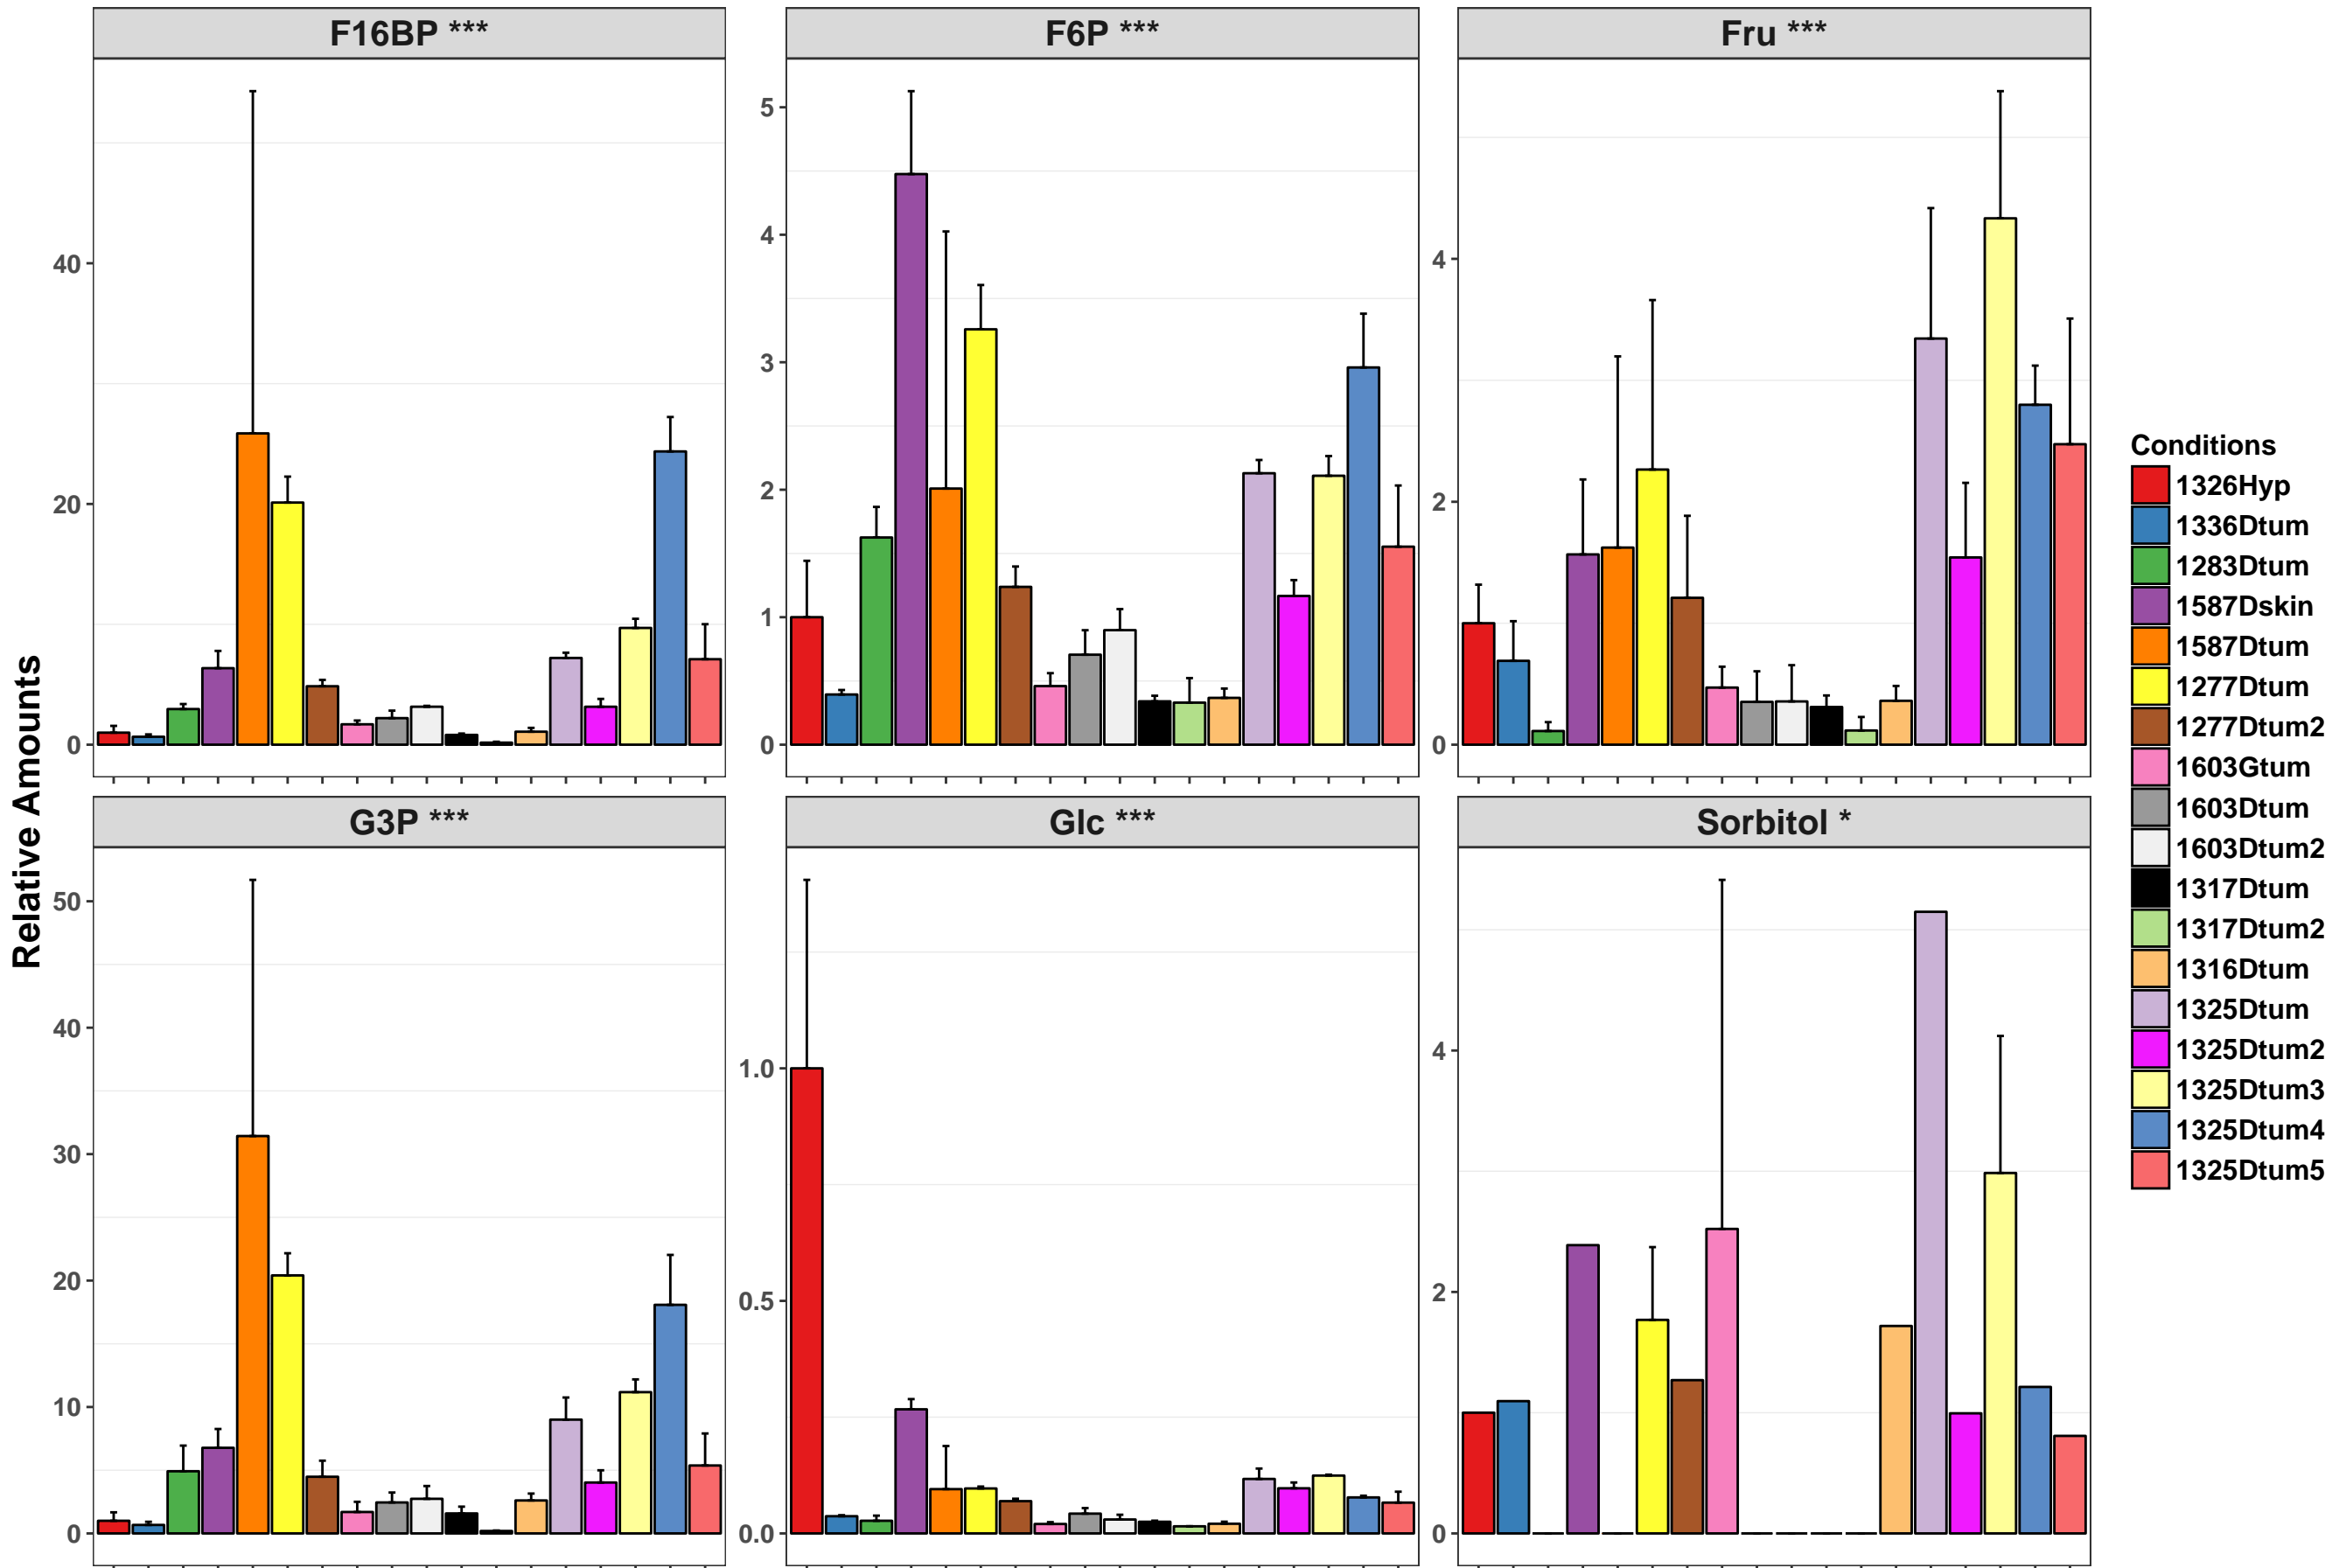 F16BP ***
F6P ***
Fru ***
40
20
0
5
4
3
2
1
0
4
2
0
Relative Amounts
G3P ***
Glc ***
Sorbitol *
50
40
30
20
10
0
1.0
0.5
0.0
4
2
0
Conditions
1326Hyp
1336Dtum
1283Dtum
1587Dskin
1587Dtum
1277Dtum
1277Dtum2
1603Gtum
1603Dtum
1603Dtum2
1317Dtum
1317Dtum2
1316Dtum
1325Dtum
1325Dtum2
1325Dtum3
1325Dtum4
1325Dtum5